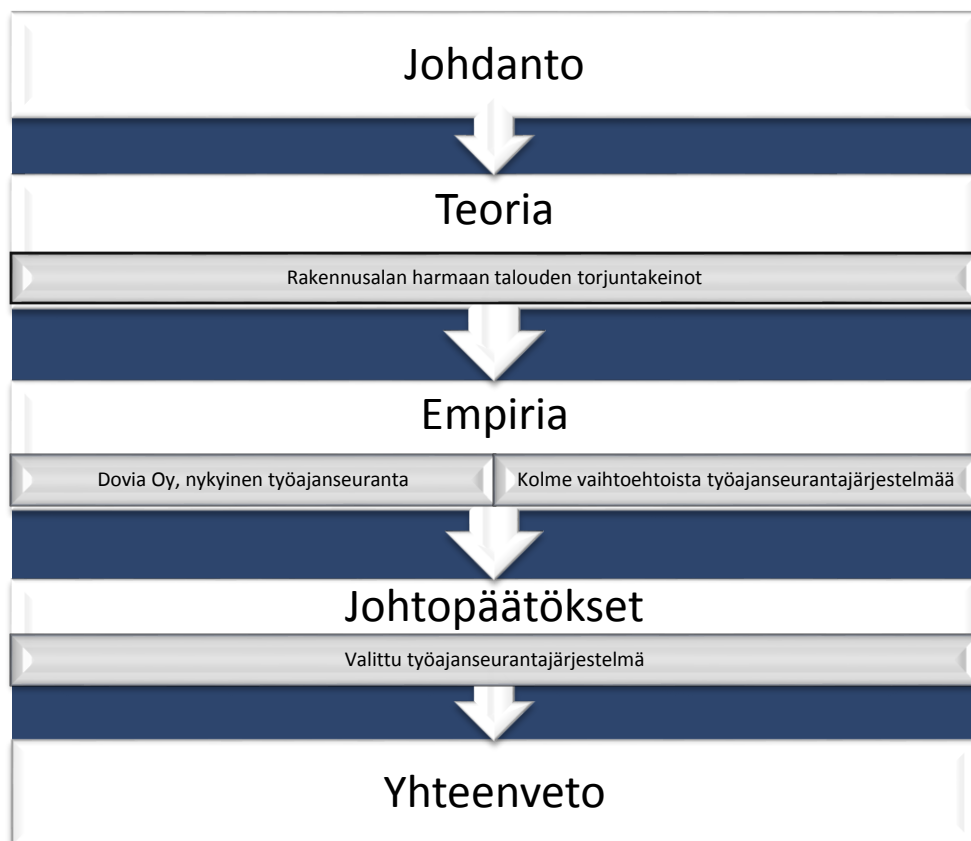 Johdanto
Teoria
Rakennusalan harmaan talouden torjuntakeinot
Empiria
Dovia Oy, nykyinen työajanseuranta
Kolme vaihtoehtoista työajanseurantajärjestelmää
Johtopäätökset
Valittu työajanseurantajärjestelmä
Yhteenveto